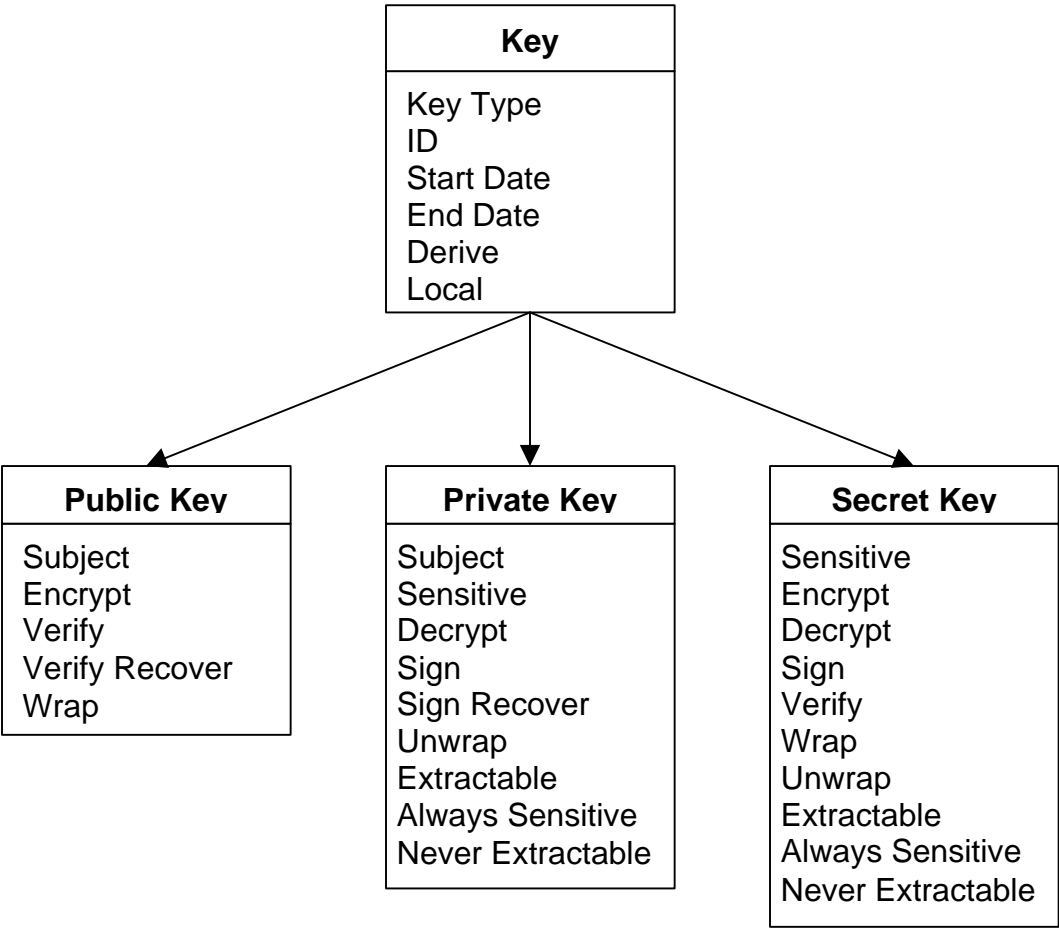 Key
Key Type
ID
Start Date
End Date
Derive
Local
Public Key
Subject
Encrypt
Verify
Verify Recover
Wrap
Private Key
Subject
Sensitive
Decrypt
Sign
Sign Recover
Unwrap
Extractable
Always Sensitive
Never Extractable
Secret Key
Sensitive
Encrypt
Decrypt
Sign
Verify
Wrap
Unwrap
Extractable
Always Sensitive
Never Extractable